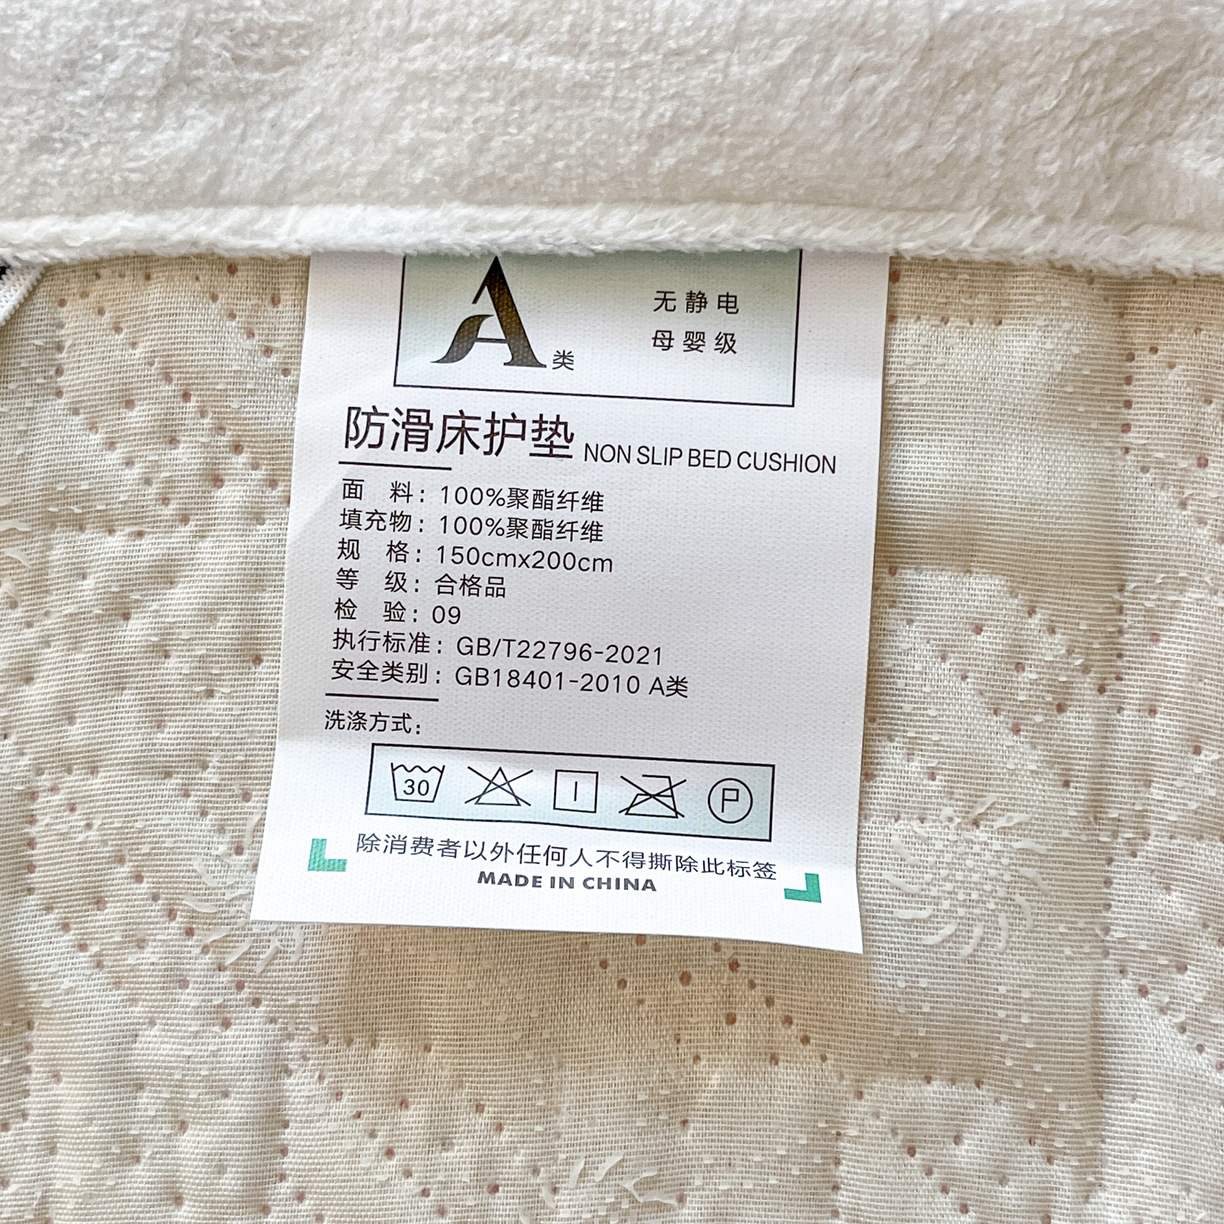 A类
无静电
母婴级
防滑床护垫 NON SLIP BED CUSHION
面 料：100%聚酯纤维
填充物：100%聚酯纤维
规 格：150cmx200cm
等 级：合格品
检 验：09
执行标准：GB/T22796-2021
安全类别：GB18401-2010 A类
洗涤方式：
30 P
除消费者以外任何人不得撕除此标签
MADE IN CHINA